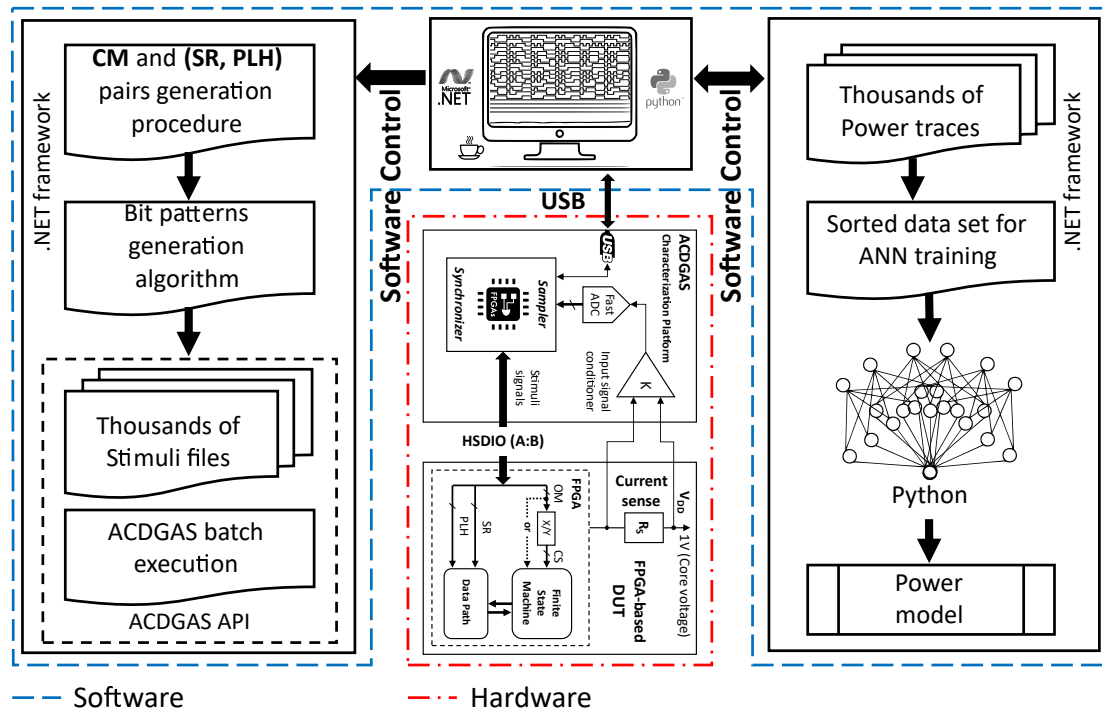 CM and (SR, PLH)
pairs generation
procedure
.NET framework
Bit patterns
generation
algorithm
Thousands of
Stimuli files
ACDGAS batch
execution
ACDGAS API
Software Control
Microsoft
.NET
python
USB
Software Control
ACDGAS
Characterization Platform
USB
Synchronizer
FPGAs
Sampler
Fast
ADC
Input signal
conditioner
K
Stimuli
signals
HSDIO (A:B)
FPGA
OM
PLH
SR
or
X/Y
CS
Data Path
Finite
State
Machine
Current
sense
RS
VDD
1V (Core voltage)
FPGA-based
DUT
Thousands of
Power traces
.NET framework
Sorted data set for
ANN training
Python
Power
model
Software
Hardware